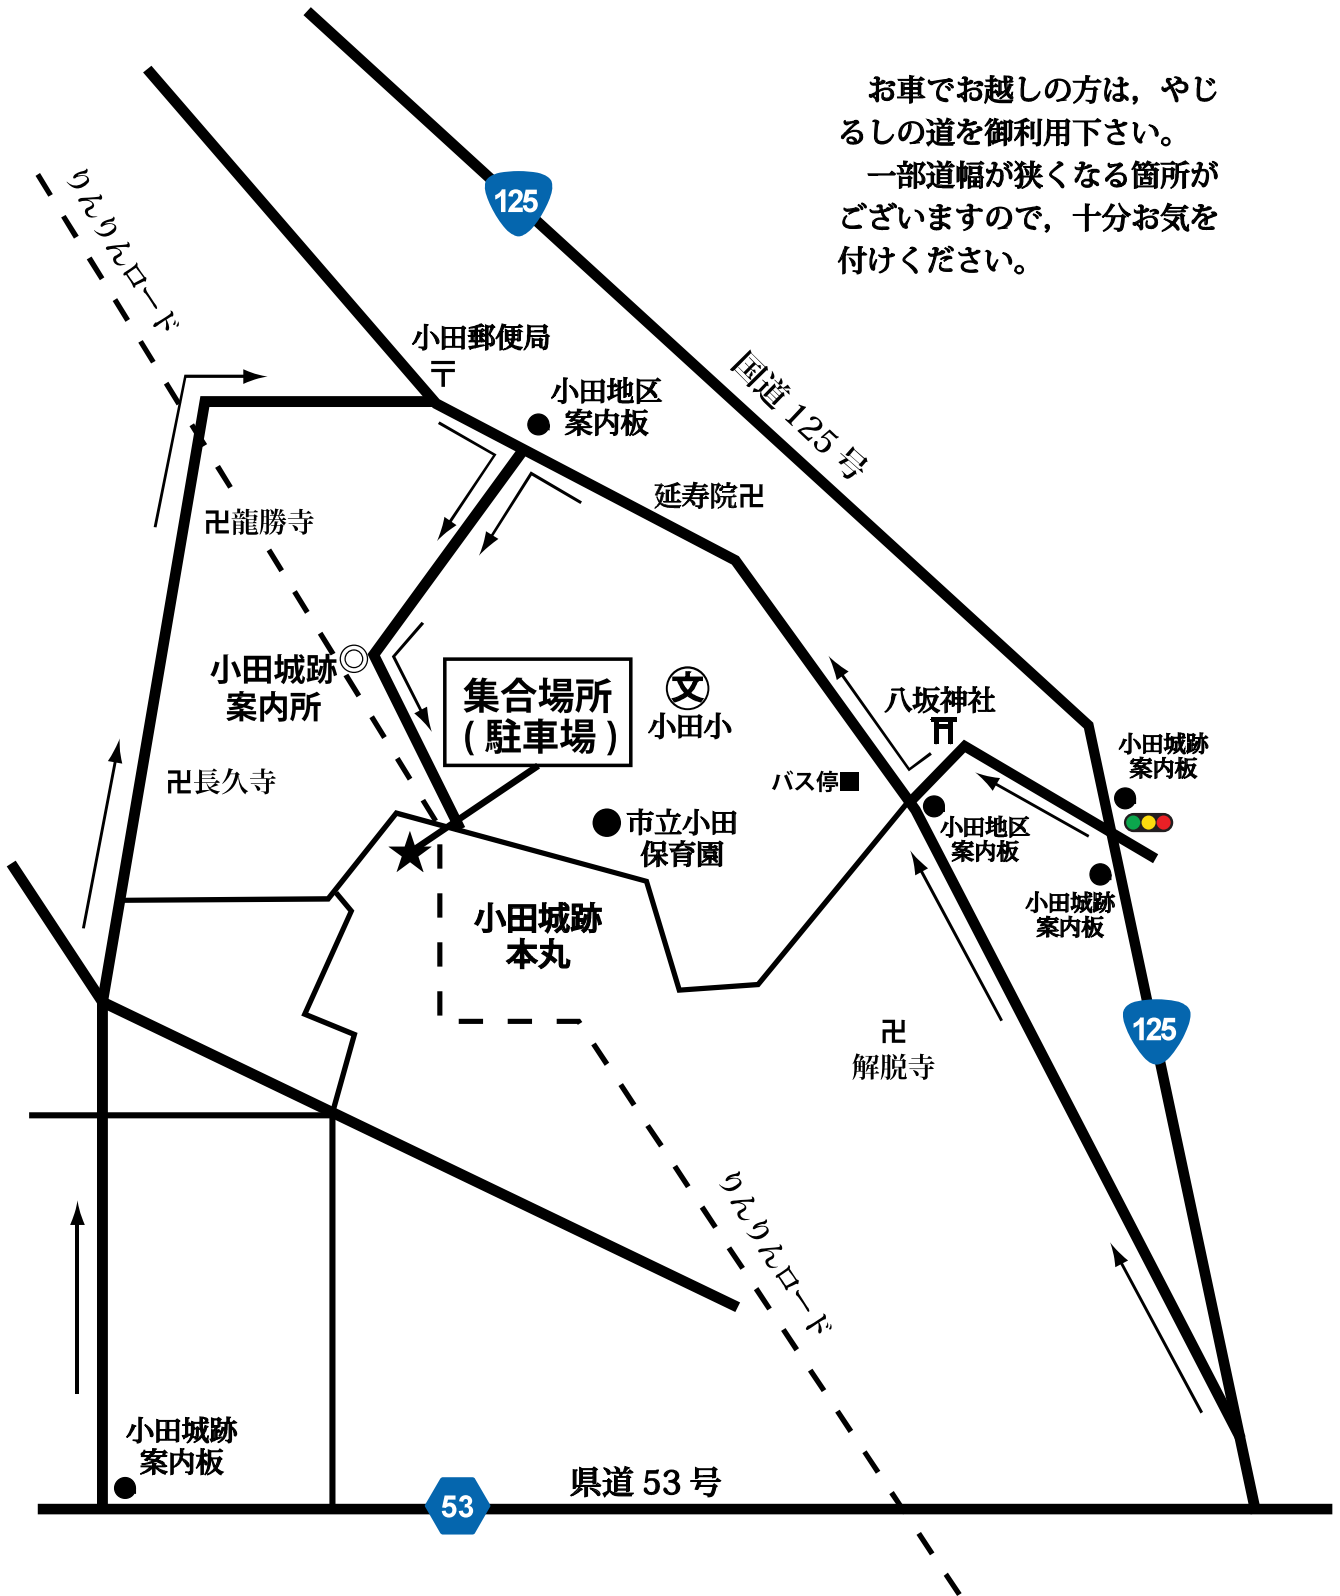 お車でお越しの方は，やじ
るしの道を御利用下さい。
一部道幅が狭くなる箇所が
ございますので，十分お気を
付けください。
125
りんりんロード
小田郵便局
〒
小田地区
案内板
国道 125 号
延寿院卍
卍龍勝寺
小田城跡
案内所
集合場所
(駐車場)
文
小田小
八坂神社
小田城跡
案内板
バス停
卍長久寺
市立小田
保育園
小田地区
案内板
小田城跡
案内板
小田城跡
本丸
125
卍
解脱寺
りんりんロード
小田城跡
案内板
県道 53 号
53